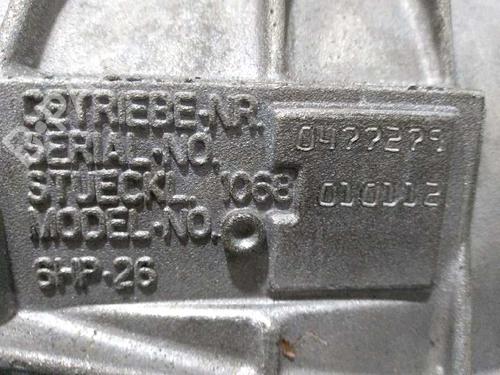 GETRIEBE-NR.
SERIAL-NO. 0477279
STUECKL. 1068 010112
MODEL-NO.
6HP-26